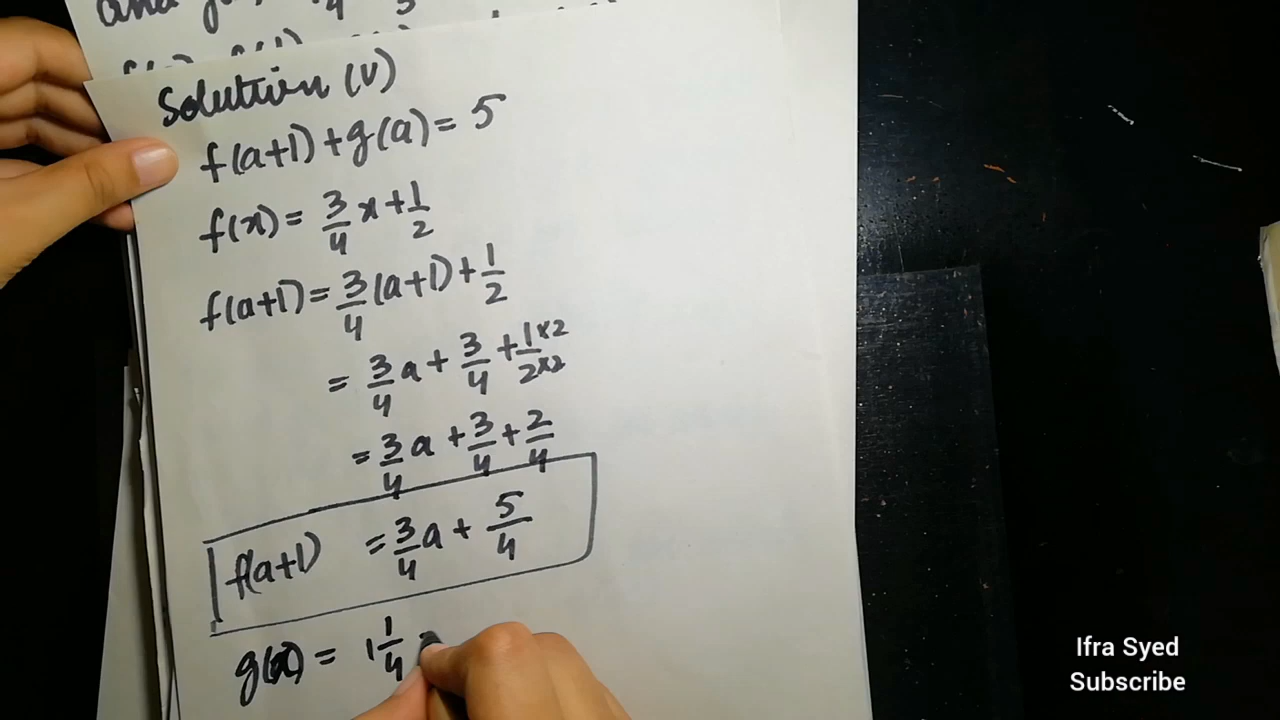 and
Solution (V)
f(a+1)+g(a)= 5
f(x)= 3/4 x+1/2
f(a+1)= 3/4(a+1)+1/2
= 3/4 a+ 3/4 +1×2/2×2
= 3/4 a +3/4+2/4
f(a+1) =3/4 a+ 5/4
g(x) = 1 1/4
Ifra Syed
Subscribe